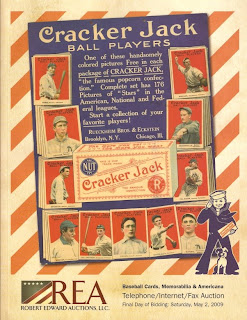 Cracker Jack
BALL PLAYERS
One of these handsomely
colored pictures Free in each
package of CRACKER JACK,
"the famous popcorn confec-
tion." Complete set has 176
Pictures of "Stars" in the
American, National and Fed-
eral leagues.
Start a collection of your
favorite players!
RUECKHEIM BROS. & ECKSTEIN
Brooklyn, N.Y. Chicago, Ill.
NUT
Cracker Jack
REA
ROBERT EDWARD AUCTIONS, LLC.
Baseball Cards, Memorabilia & Americana
Telephone/Internet/Fax Auction
Final Day of Bidding: Saturday, May 2, 2009